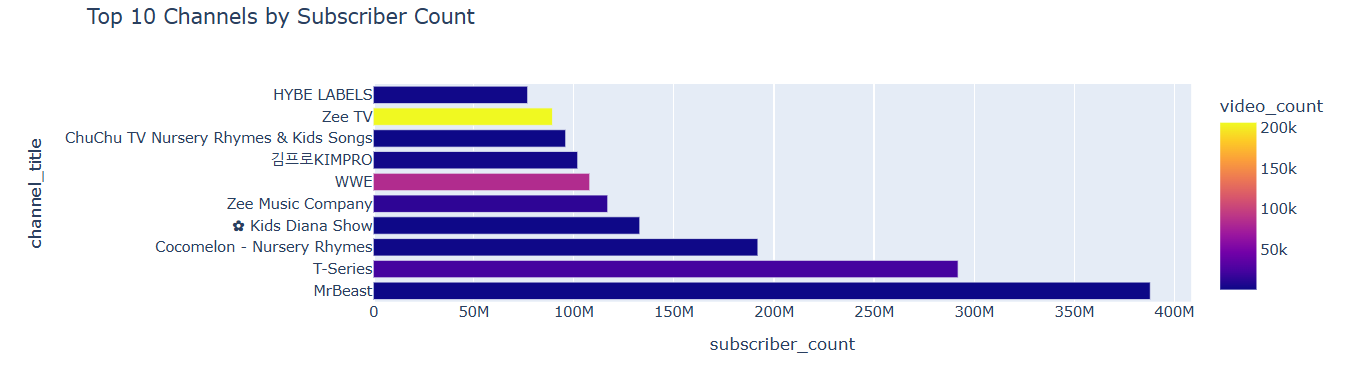 Top 10 Channels by Subscriber Count
channel_title
HYBE LABELS
Zee TV
ChuChu TV Nursery Rhymes & Kids Songs
김프로KIMPRO
WWE
Zee Music Company
✿ Kids Diana Show
Cocomelon - Nursery Rhymes
T-Series
MrBeast
0 50M 100M 150M 200M 250M 300M 350M 400M
subscriber_count
video_count
200k
150k
100k
50k